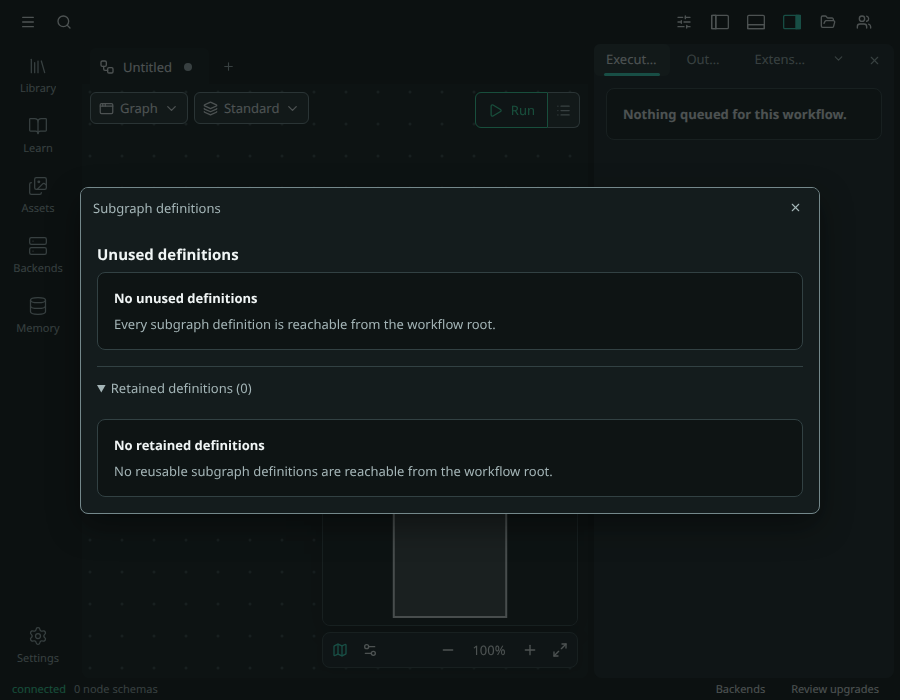 Untitled
Execut...
Out...
Extens...
Library
Learn
Assets
Backends
Memory
Graph
Standard
Run
Nothing queued for this workflow.
Subgraph definitions
Unused definitions
No unused definitions
Every subgraph definition is reachable from the workflow root.
Retained definitions (0)
No retained definitions
No reusable subgraph definitions are reachable from the workflow root.
100%
Settings
connected
0 node schemas
Backends
Review upgrades